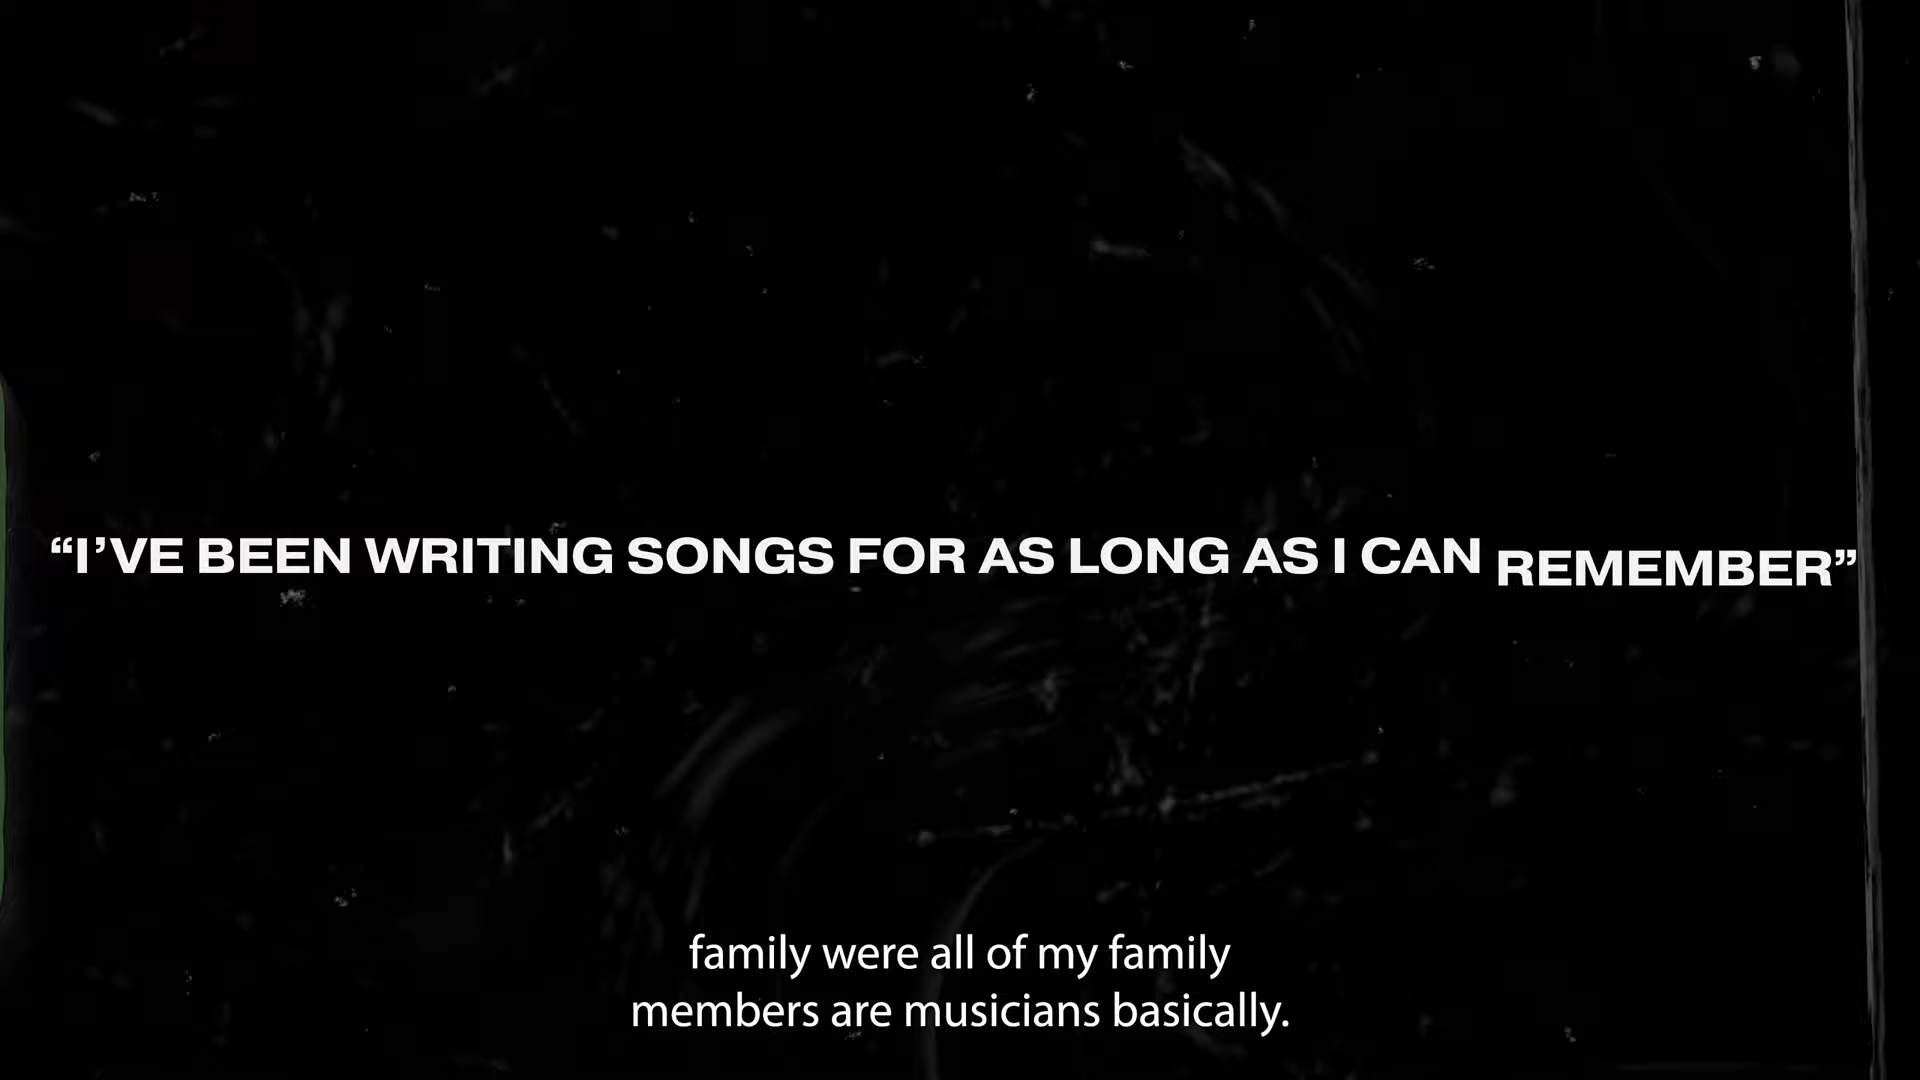 “I’VE BEEN WRITING SONGS FOR AS LONG AS I CAN REMEMBER”
family were all of my family
members are musicians basically.